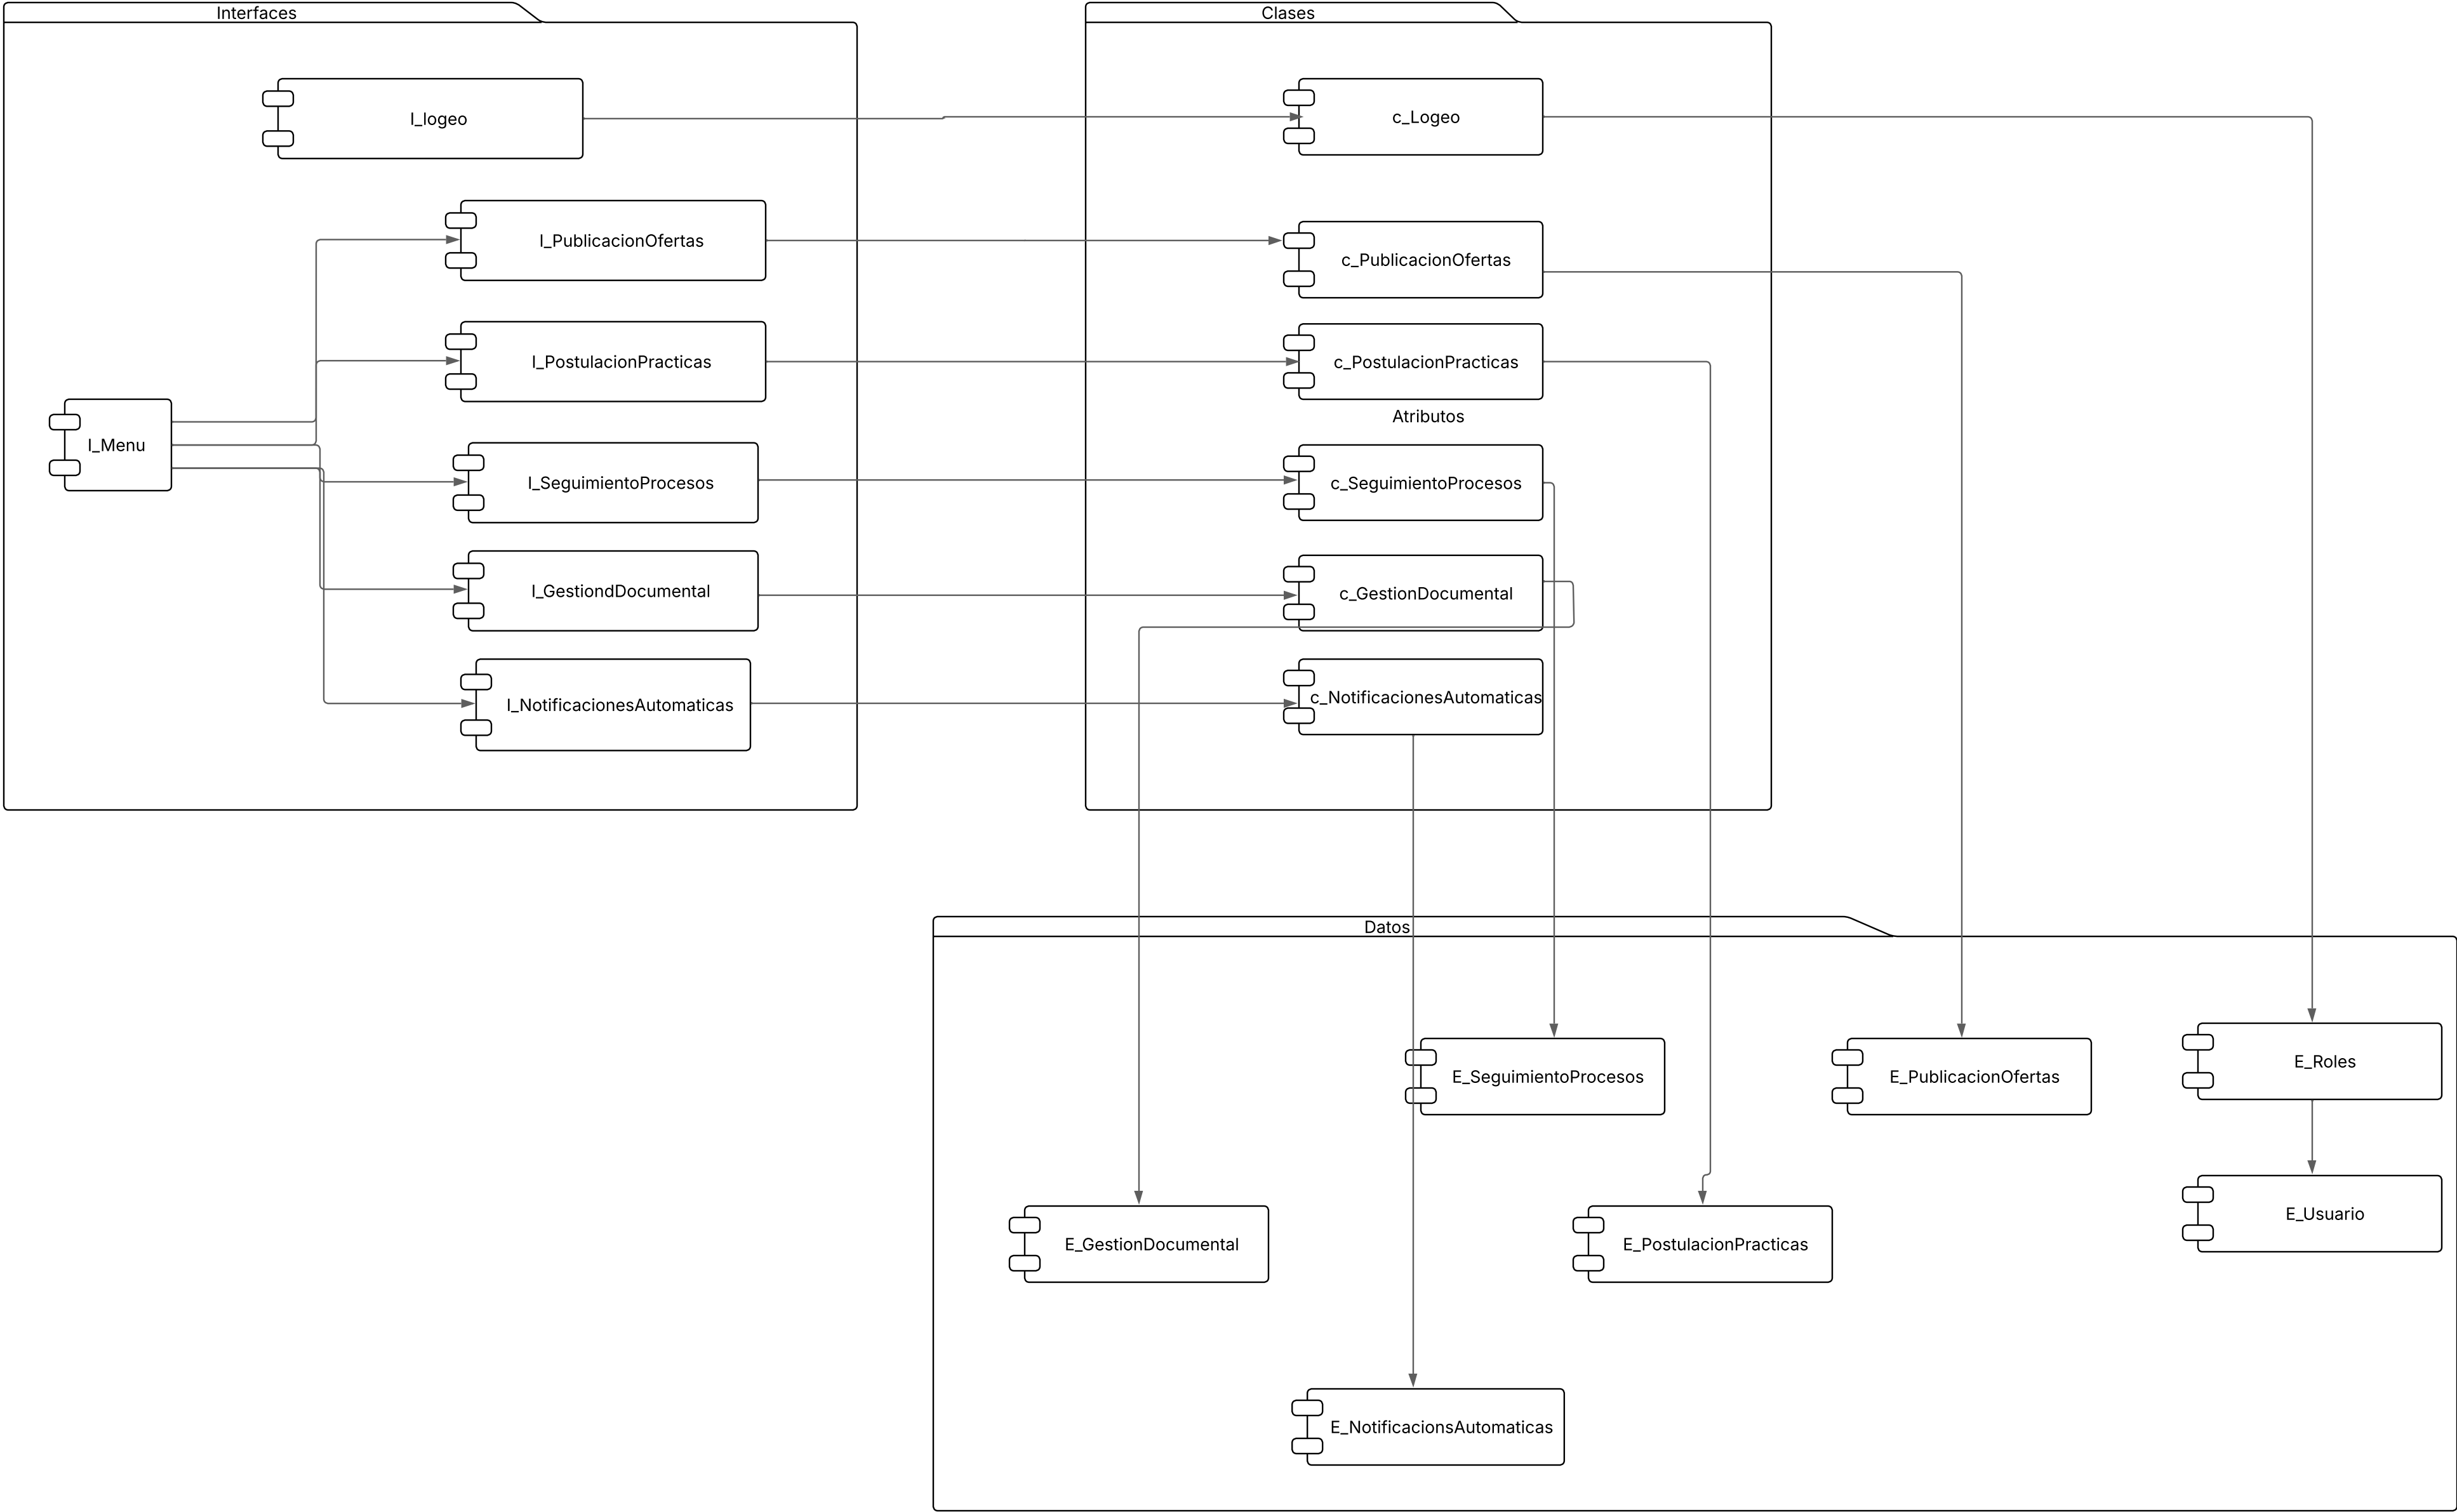 Interfaces
I_logeo
I_PublicacionOfertas
I_PostulacionPracticas
I_Menu
I_SeguimientoProcesos
I_GestiondDocumental
I_NotificacionesAutomaticas
Clases
c_Logeo
c_PublicacionOfertas
c_PostulacionPracticas
Atributos
c_SeguimientoProcesos
c_GestionDocumental
c_NotificacionesAutomaticas
Datos
E_SeguimientoProcesos
E_PublicacionOfertas
E_Roles
E_GestionDocumental
E_PostulacionPracticas
E_Usuario
E_NotificacionsAutomaticas